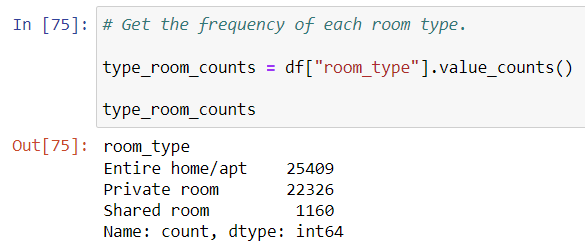 In [75]: # Get the frequency of each room type.
type_room_counts = df["room_type"].value_counts()
type_room_counts
Out[75]: room_type
Entire home/apt    25409
Private room       22326
Shared room         1160
Name: count, dtype: int64